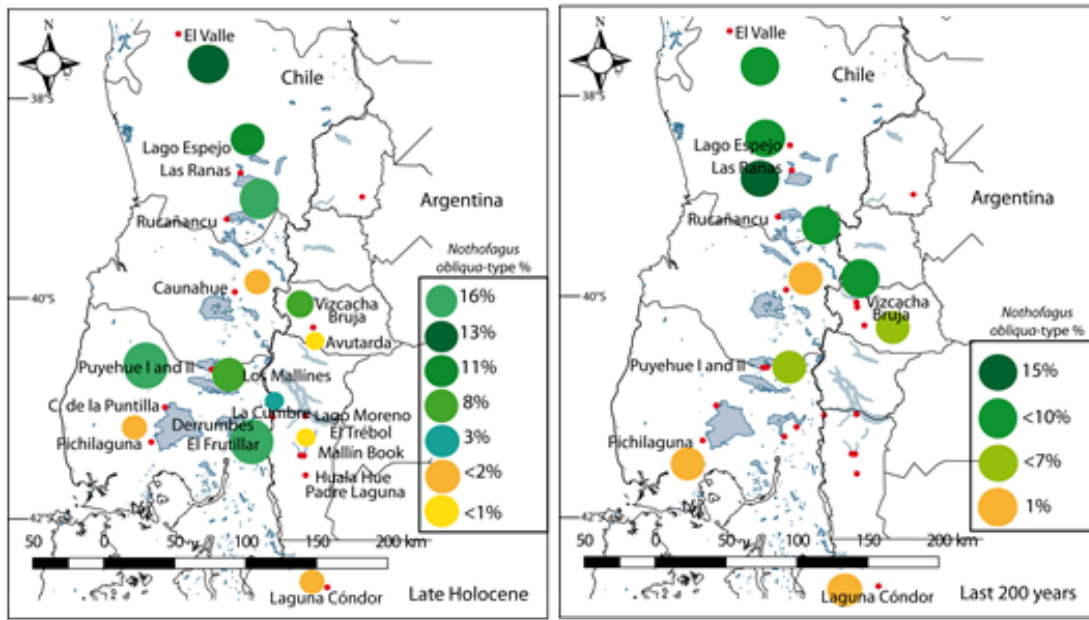 N
El Valle
Chile
38°S
Lago Espejo
Las Ranas
Argentina
Rucañancu
Nothofagus
obliqua-type %
16%
13%
11%
8%
3%
<2%
<1%
Caunahue
40°S
Vizcacha
Bruja
Avutarda
Puyehue I and II
Los Mallínes
C. de la Puntilla
La Cumbre
Lago Moreno
Derrumbes
El Trébol
El Frutillar
Pichilaguna
Mallín Book
Huala Hue
Padre Laguna
42°S
50 0 50 100 150 200 km
Laguna Cóndor
Late Holocene
N
El Valle
Chile
38°S
Lago Espejo
Las Ranas
Argentina
Rucañancu
40°S
Vizcacha
Bruja
Nothofagus
obliqua-type %
15%
<10%
<7%
1%
Puyehue I and II
Pichilaguna
42°S
50 0 50 100 150 200 km
Laguna Cóndor
Last 200 years